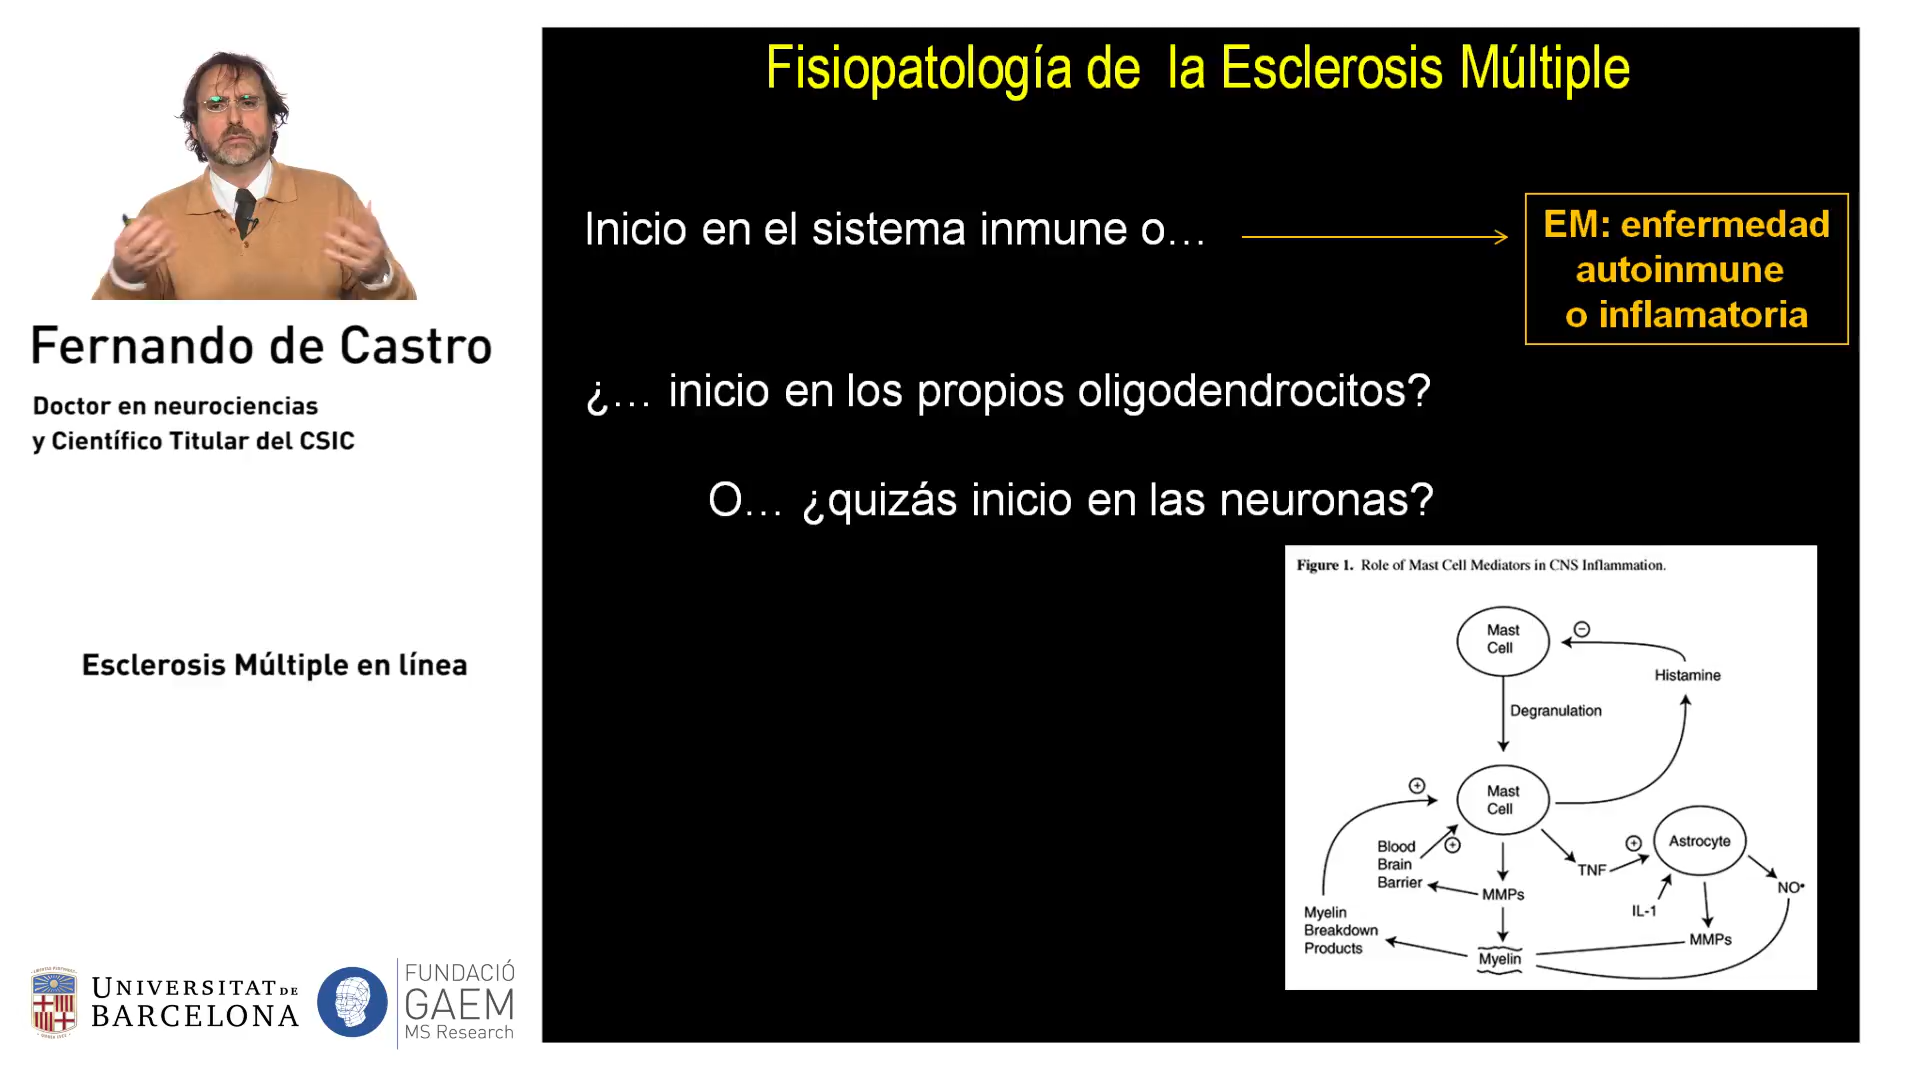 Fisiopatología de la Esclerosis Múltiple
Inicio en el sistema inmune o…
EM: enfermedad
autoinmune
o inflamatoria
¿… inicio en los propios oligodendrocitos?
O… ¿quizás inicio en las neuronas?
Fernando de Castro
Doctor en neurociencias
y Científico Titular del CSIC
Esclerosis Múltiple en línea
UNIVERSITAT DE
BARCELONA
FUNDACIÓ
GAEM
MS Research
Figure 1. Role of Mast Cell Mediators in CNS Inflammation.
Mast
Cell
Histamine
Degranulation
Mast
Cell
Blood
Brain
Barrier
TNF
Astrocyte
MMPs
NO•
IL-1
Myelin
Breakdown
Products
MMPs
Myelin